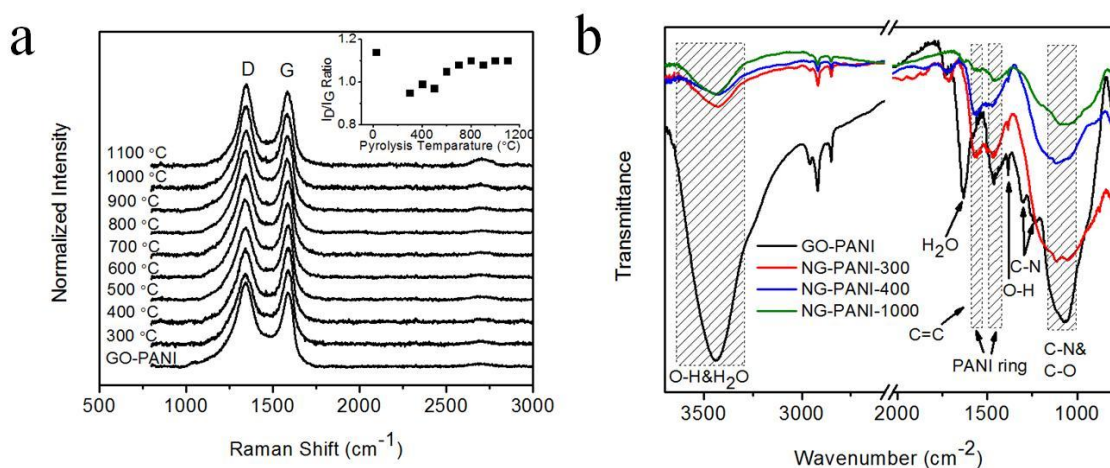 a
Normalized Intensity
D
G
1100 °C
1000 °C
900 °C
800 °C
700 °C
600 °C
500 °C
400 °C
300 °C
GO-PANI
I_D/I_G Ratio
1.2
1.0
0.8
0 400 800 1200
Pyrolysis Temparature (°C)
500 1000 1500 2000 2500 3000
Raman Shift (cm⁻¹)
b
Transmittance
O-H&H₂O
GO-PANI
NG-PANI-300
NG-PANI-400
NG-PANI-1000
H₂O
C-N
O-H
C=C
PANI ring
C-N&
C-O
3500 3000 2000 1500 1000
Wavenumber (cm⁻²)